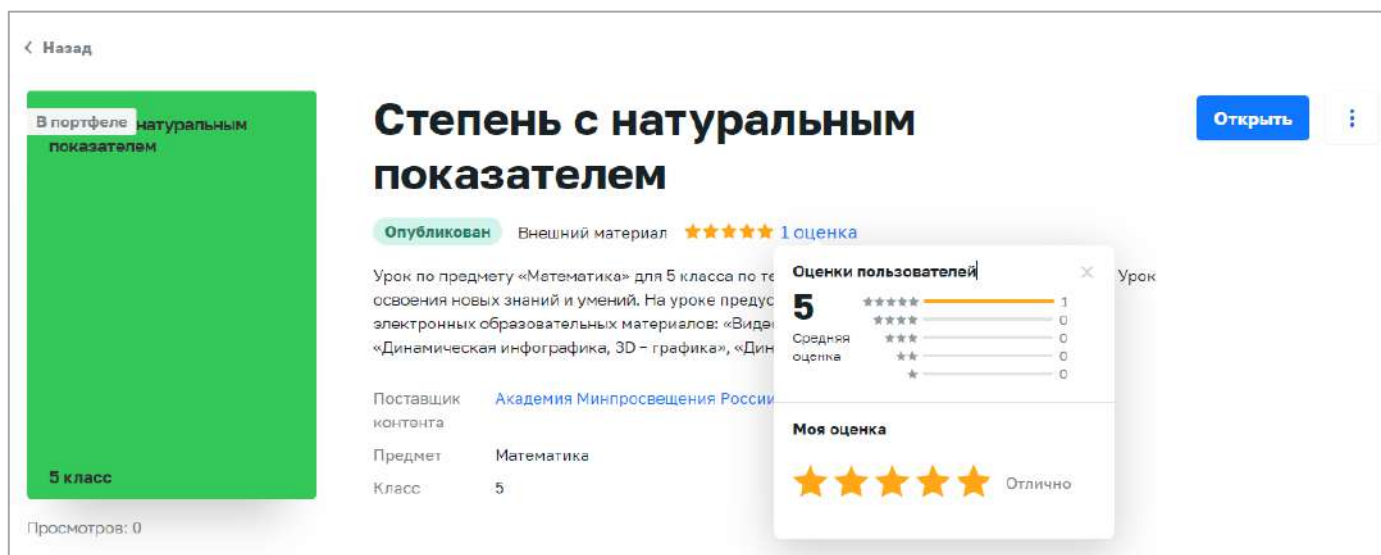 Назад
В портфеле натуральным
показателем
5 класс
Просмотров: 0
Степень с натуральным
показателем
Открыть
Опубликован Внешний материал 1 оценка
Урок по предмету «Математика» для 5 класса по те Урок
освоения новых знаний и умений. На уроке предус
электронных образовательных материалов: «Виде
«Динамическая инфографика, 3D – графика», «Дин
Поставщик Академия Минпросвещения России
контента
Предмет Математика
Класс 5
Оценки пользователей
5 1
0
Средняя 0
оценка 0
0
Моя оценка
Отлично